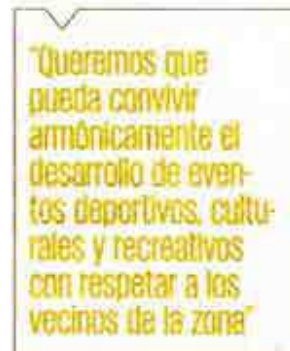 "Queremos que
pueda convivir
armónicamente el
desarrollo de even-
tos deportivos, cultu-
rales y recreativos
con respetar a los
vecinos de la zona"